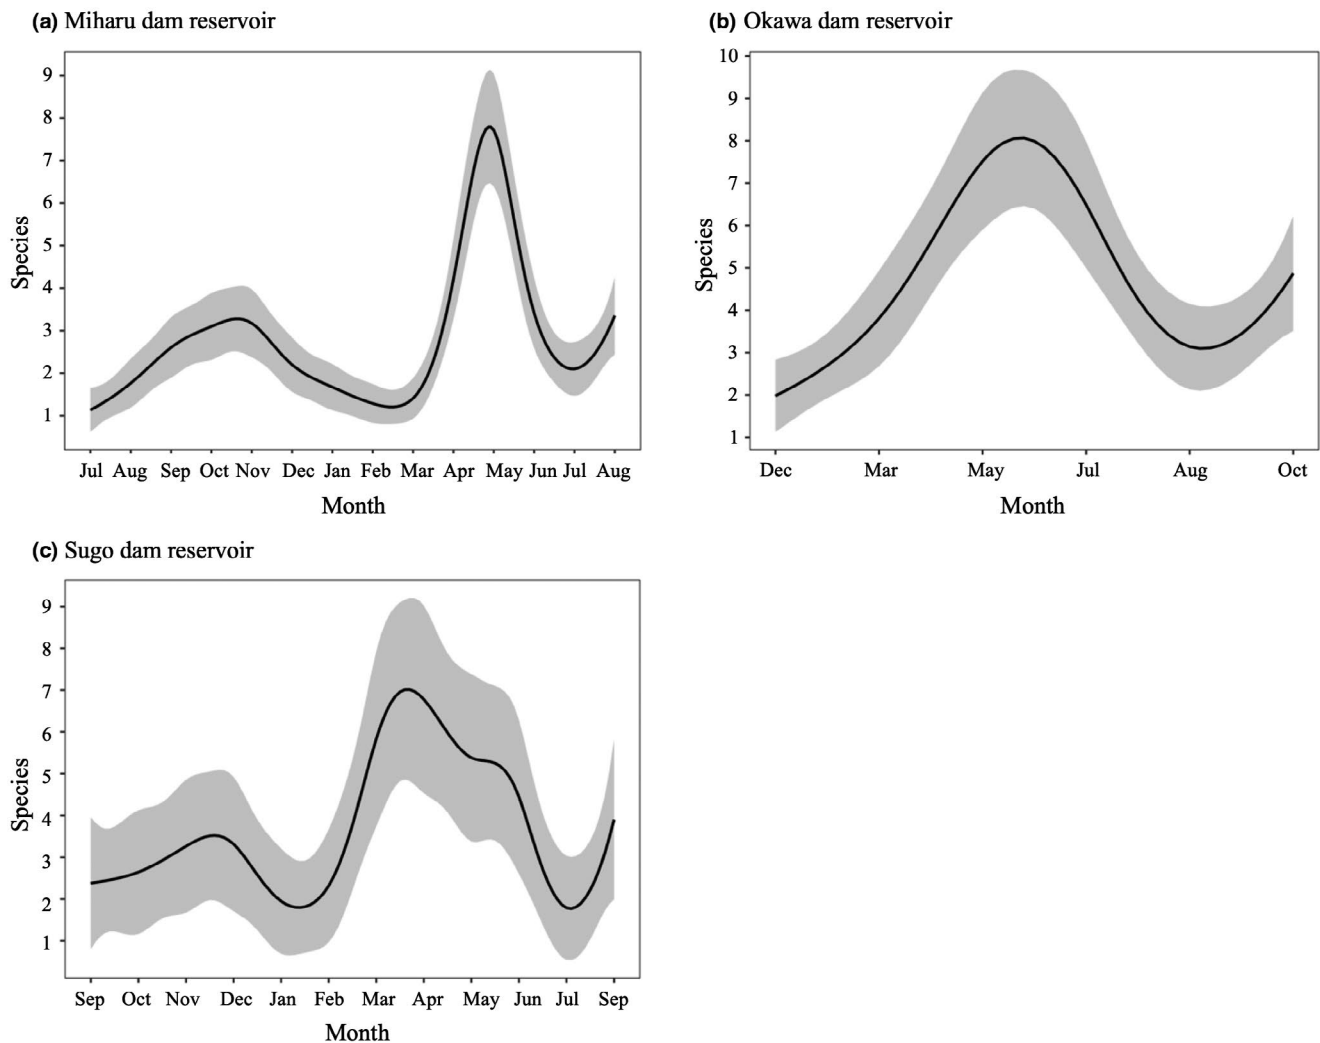 (a) Miharu dam reservoir
9
8
7
6
5
4
3
2
1
Species
Jul Aug Sep Oct Nov Dec Jan Feb Mar Apr May Jun Jul Aug
Month
(b) Okawa dam reservoir
10
9
8
7
6
5
4
3
2
1
Species
Dec Mar May Jul Aug Oct
Month
(c) Sugo dam reservoir
9
8
7
6
5
4
3
2
1
Species
Sep Oct Nov Dec Jan Feb Mar Apr May Jun Jul Sep
Month